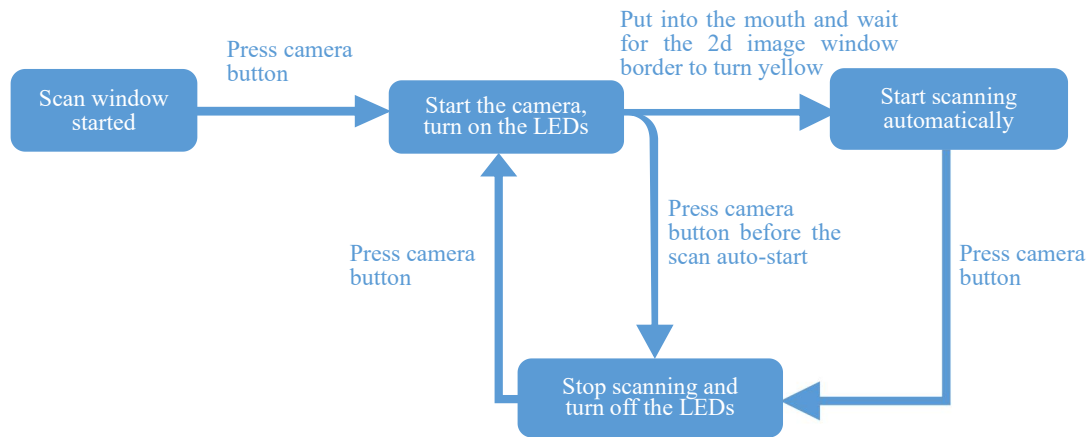 Put into the mouth and wait
for the 2d image window
border to turn yellow
Press camera
button
Scan window
started
Start the camera,
turn on the LEDs
Start scanning
automatically
Press camera
button before the
scan auto-start
Press camera
button
Press camera
button
Stop scanning and
turn off the LEDs